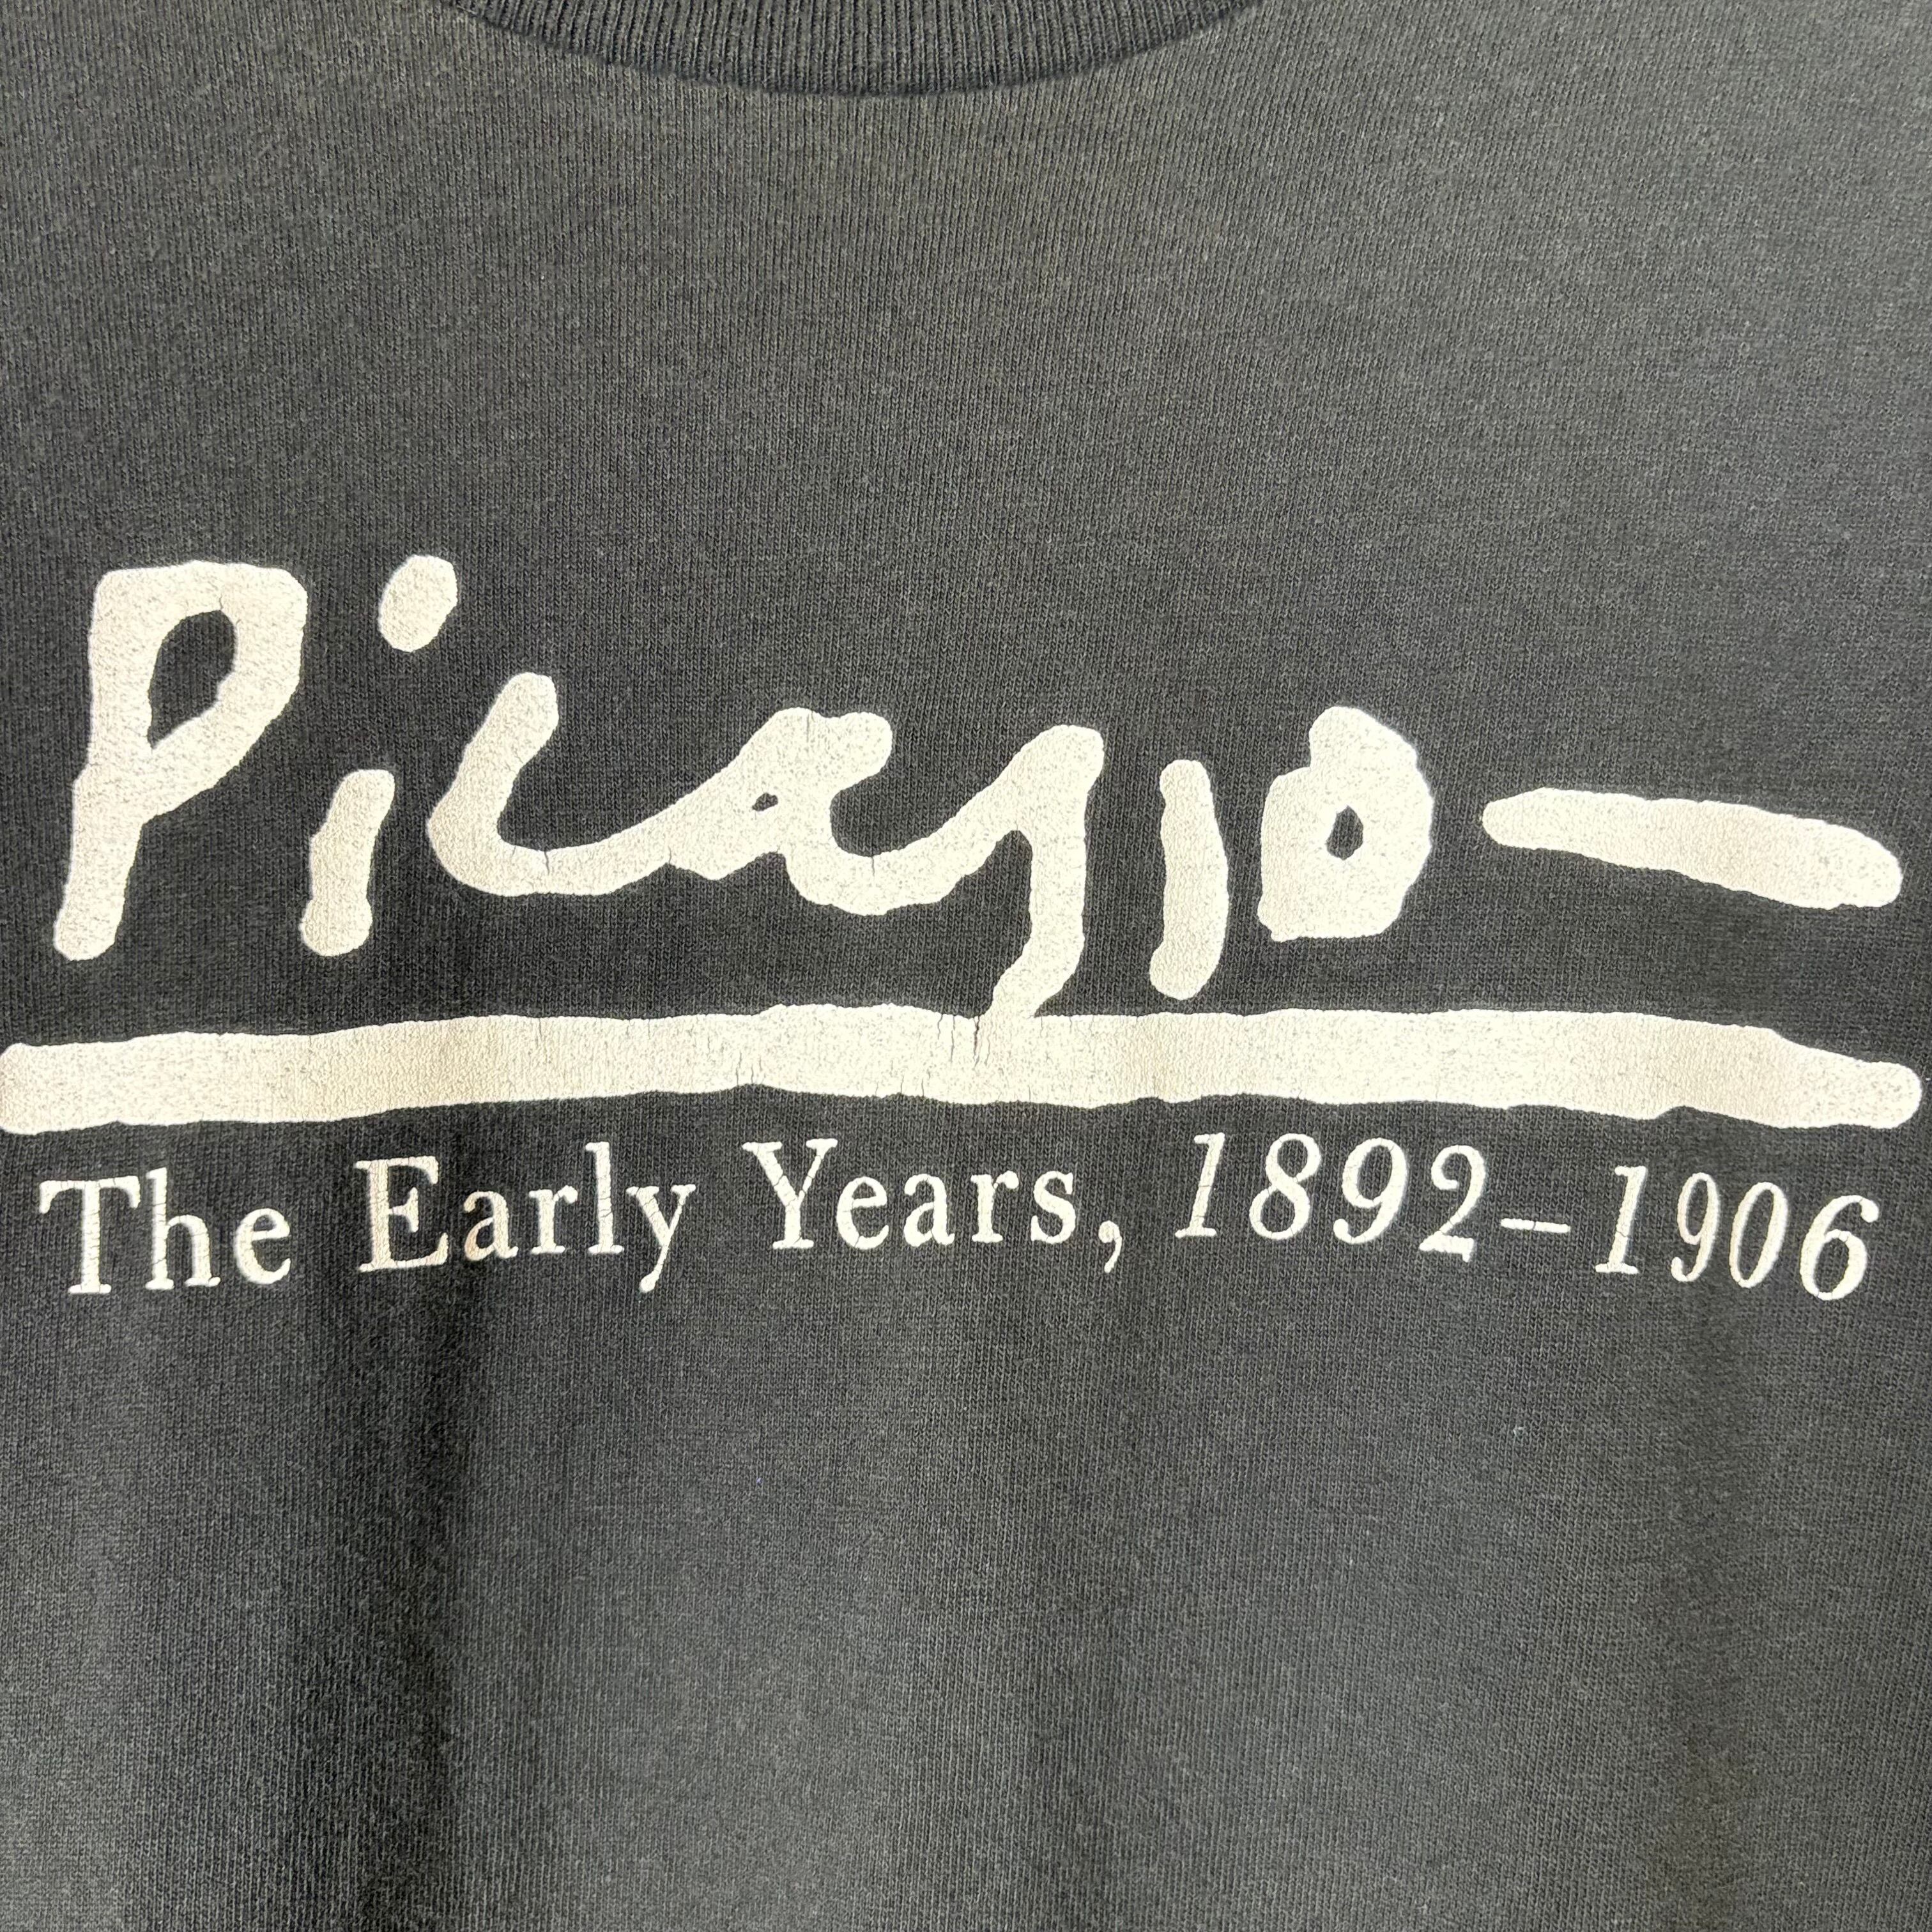 Picasso
The Early Years, 1892–1906